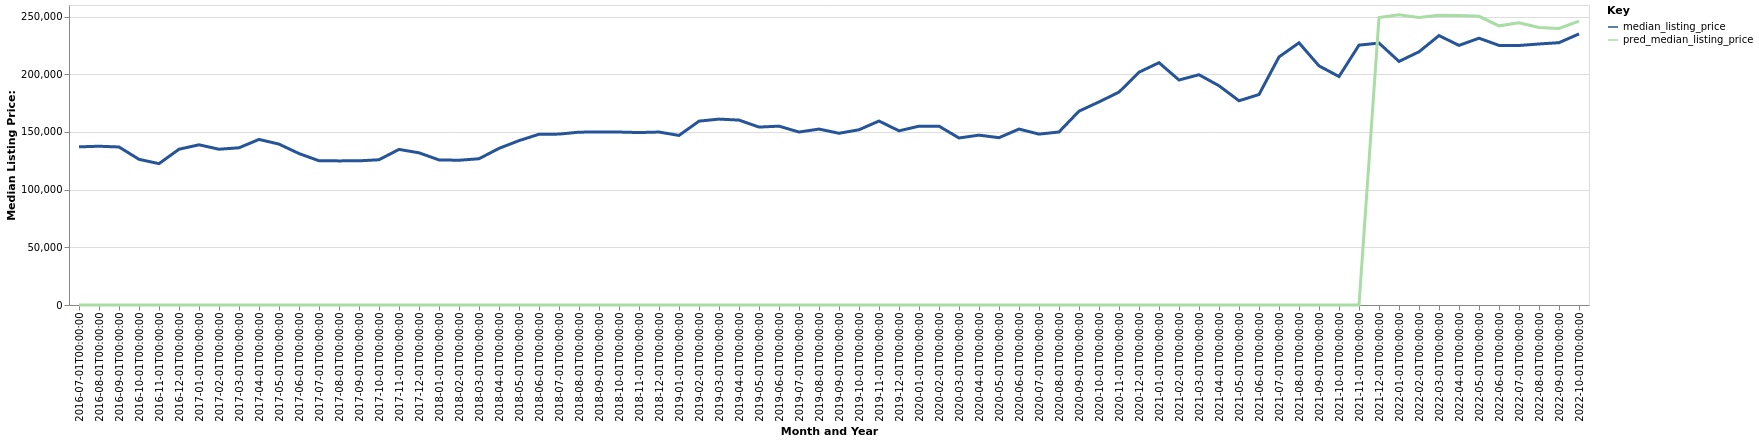 Median Listing Price:
250,000
200,000
150,000
100,000
50,000
0
2016-07-01T00:00:00
2016-08-01T00:00:00
2016-09-01T00:00:00
2016-10-01T00:00:00
2016-11-01T00:00:00
2016-12-01T00:00:00
2017-01-01T00:00:00
2017-02-01T00:00:00
2017-03-01T00:00:00
2017-04-01T00:00:00
2017-05-01T00:00:00
2017-06-01T00:00:00
2017-07-01T00:00:00
2017-08-01T00:00:00
2017-09-01T00:00:00
2017-10-01T00:00:00
2017-11-01T00:00:00
2017-12-01T00:00:00
2018-01-01T00:00:00
2018-02-01T00:00:00
2018-03-01T00:00:00
2018-04-01T00:00:00
2018-05-01T00:00:00
2018-06-01T00:00:00
2018-07-01T00:00:00
2018-08-01T00:00:00
2018-09-01T00:00:00
2018-10-01T00:00:00
2018-11-01T00:00:00
2018-12-01T00:00:00
2019-01-01T00:00:00
2019-02-01T00:00:00
2019-03-01T00:00:00
2019-04-01T00:00:00
2019-05-01T00:00:00
2019-06-01T00:00:00
2019-07-01T00:00:00
2019-08-01T00:00:00
2019-09-01T00:00:00
2019-10-01T00:00:00
2019-11-01T00:00:00
2019-12-01T00:00:00
2020-01-01T00:00:00
2020-02-01T00:00:00
2020-03-01T00:00:00
2020-04-01T00:00:00
2020-05-01T00:00:00
2020-06-01T00:00:00
2020-07-01T00:00:00
2020-08-01T00:00:00
2020-09-01T00:00:00
2020-10-01T00:00:00
2020-11-01T00:00:00
2020-12-01T00:00:00
2021-01-01T00:00:00
2021-02-01T00:00:00
2021-03-01T00:00:00
2021-04-01T00:00:00
2021-05-01T00:00:00
2021-06-01T00:00:00
2021-07-01T00:00:00
2021-08-01T00:00:00
2021-09-01T00:00:00
2021-10-01T00:00:00
2021-11-01T00:00:00
2021-12-01T00:00:00
2022-01-01T00:00:00
2022-02-01T00:00:00
2022-03-01T00:00:00
2022-04-01T00:00:00
2022-05-01T00:00:00
2022-06-01T00:00:00
2022-07-01T00:00:00
2022-08-01T00:00:00
2022-09-01T00:00:00
2022-10-01T00:00:00
Month and Year
Key
median_listing_price
pred_median_listing_price